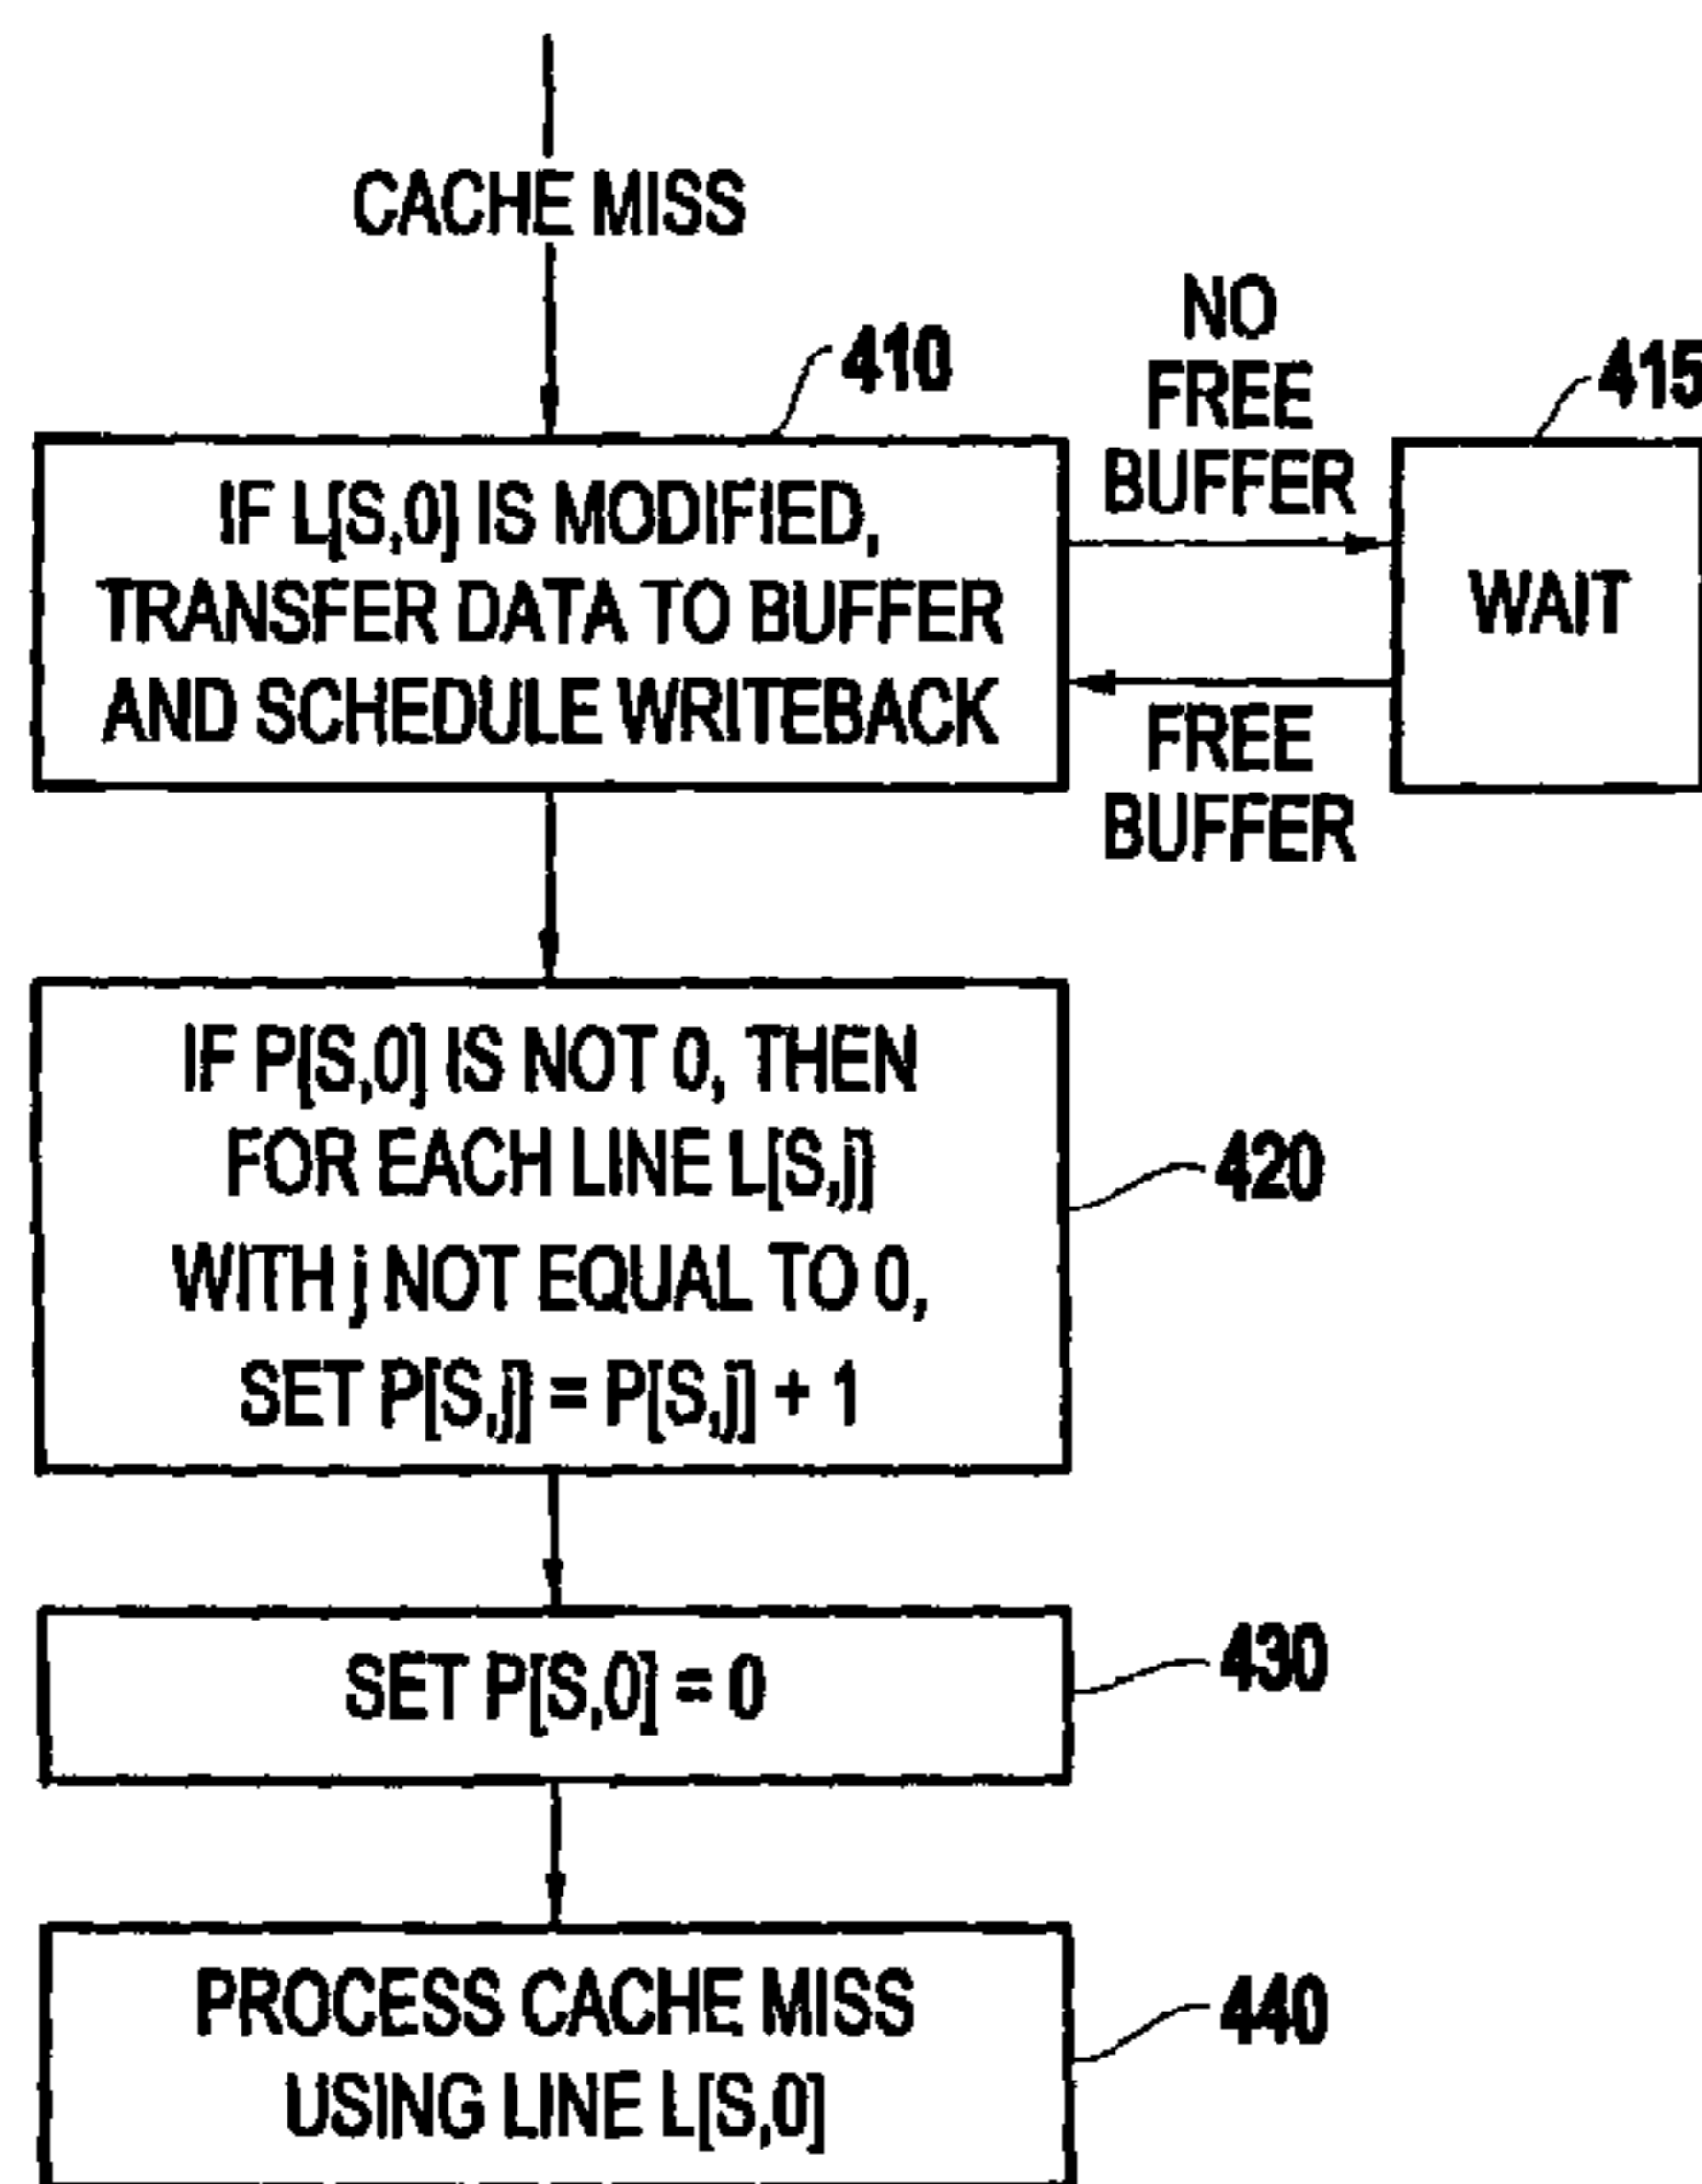 CACHE MISS
410
IF L[S,0] IS MODIFIED,
TRANSFER DATA TO BUFFER
AND SCHEDULE WRITEBACK
NO
FREE
BUFFER
FREE
BUFFER
415
WAIT
IF P[S,0] IS NOT 0, THEN
FOR EACH LINE L[S,j]
WITH j NOT EQUAL TO 0,
SET P[S,j] = P[S,j] + 1
420
SET P[S,0] = 0
430
PROCESS CACHE MISS
USING LINE L[S,0]
440